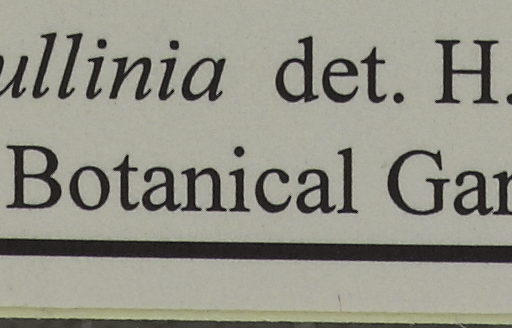 ullinia det. H.
Botanical Gar